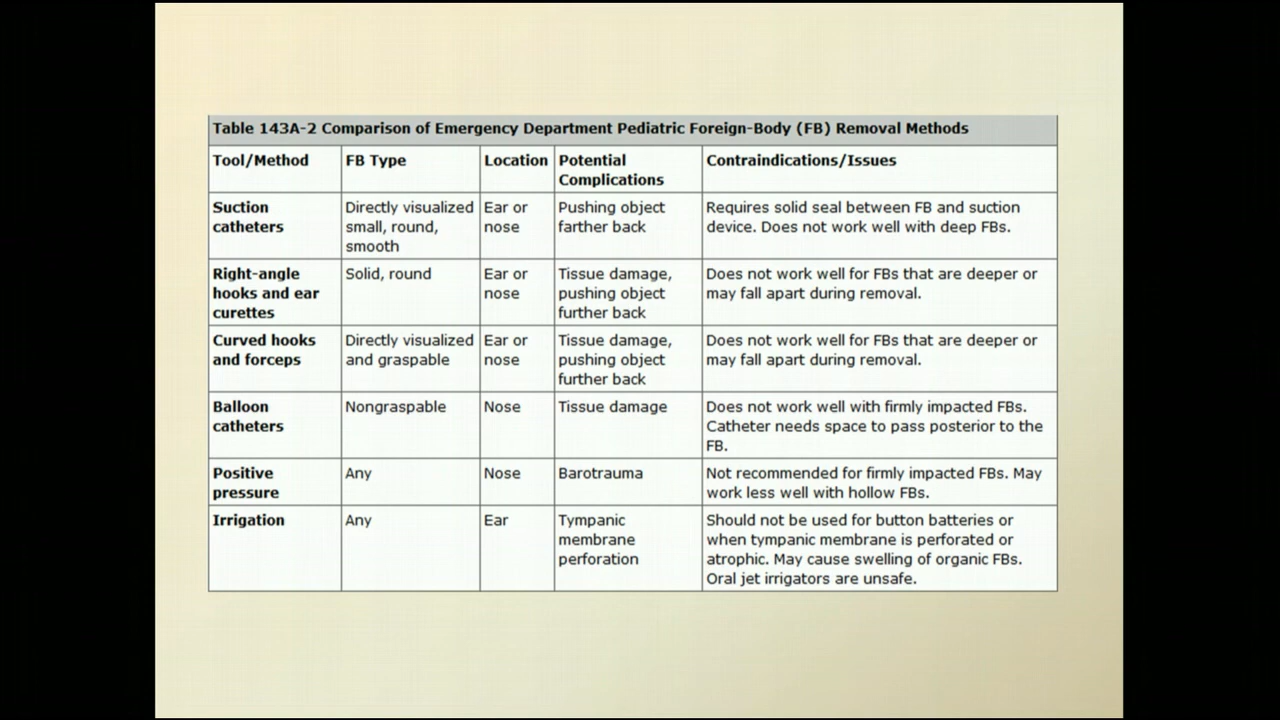 Table 143A-2 Comparison of Emergency Department Pediatric Foreign-Body (FB) Removal Methods
Tool/Method
FB Type
Location
Potential
Complications
Contraindications/Issues
Suction
catheters
Directly visualized
small, round,
smooth
Ear or
nose
Pushing object
farther back
Requires solid seal between FB and suction
device. Does not work well with deep FBs.
Right-angle
hooks and ear
curettes
Solid, round
Ear or
nose
Tissue damage,
pushing object
further back
Does not work well for FBs that are deeper or
may fall apart during removal.
Curved hooks
and forceps
Directly visualized
and graspable
Ear or
nose
Tissue damage,
pushing object
further back
Does not work well for FBs that are deeper or
may fall apart during removal.
Balloon
catheters
Nongraspable
Nose
Tissue damage
Does not work well with firmly impacted FBs.
Catheter needs space to pass posterior to the
FB.
Positive
pressure
Any
Nose
Barotrauma
Not recommended for firmly impacted FBs. May
work less well with hollow FBs.
Irrigation
Any
Ear
Tympanic
membrane
perforation
Should not be used for button batteries or
when tympanic membrane is perforated or
atrophic. May cause swelling of organic FBs.
Oral jet irrigators are unsafe.